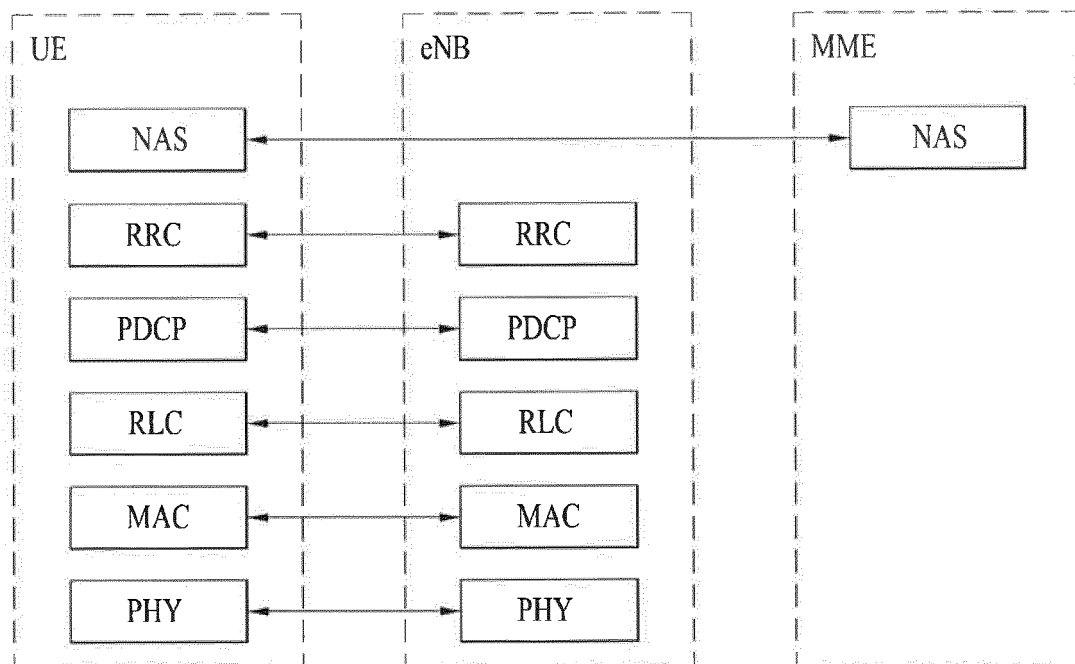 UE eNB MME
NAS NAS
RRC RRC
PDCP PDCP
RLC RLC
MAC MAC
PHY PHY